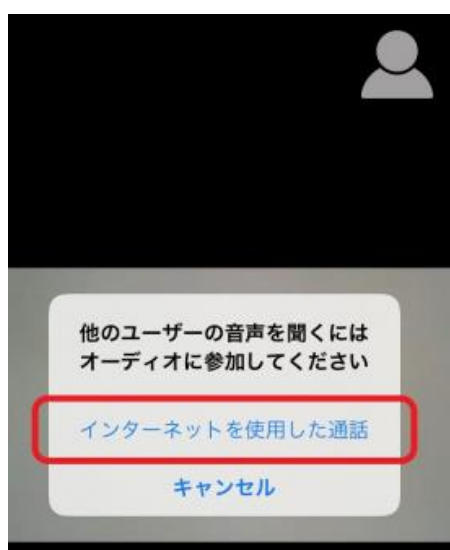 他のユーザーの音声を聞くには
オーディオに参加してください
インターネットを使用した通話
キャンセル